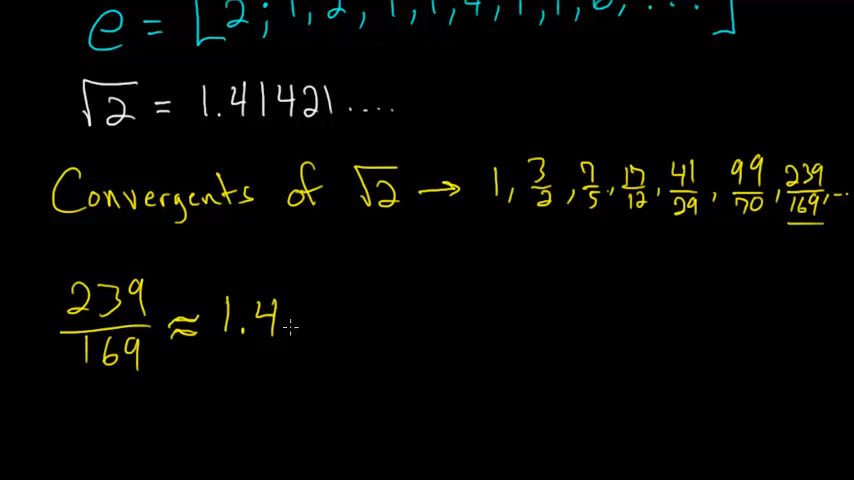 e = [2; 1, 2, 1, 1, 4, 1, 1, 6, ...]
√2 = 1.41421....
Convergents of √2 → 1, 3/2, 7/5, 17/12, 41/29, 99/70, 239/169, ...
239/169 ≈ 1.4